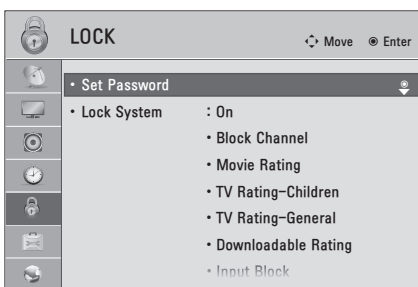 LOCK
Move Enter
• Set Password
• Lock System : On
• Block Channel
• Movie Rating
• TV Rating-Children
• TV Rating-General
• Downloadable Rating
• Input Block